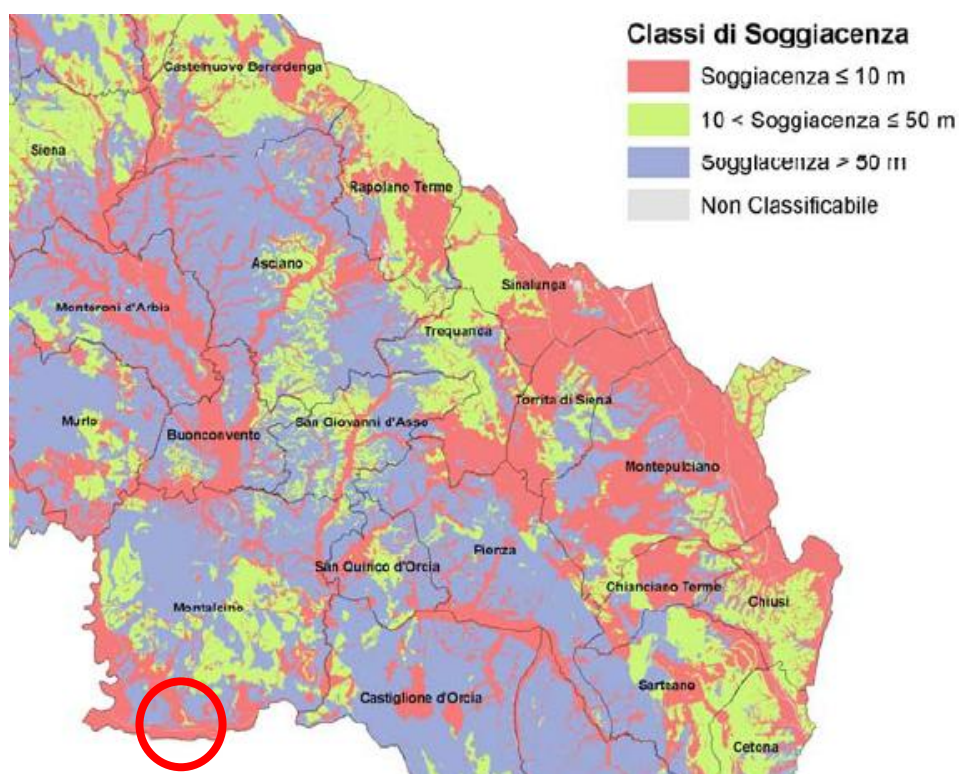 Classi di Soggiacenza
Soggiacenza ≤ 10 m
10 < Soggiacenza ≤ 50 m
Soggiacenza > 50 m
Non Classificabile
Castelnuovo Berardenga
Siena
Rapolano Terme
Asciano
Sinalunga
Monteroni d'Arbia
Trequanda
Torrita di Siena
Murlo
San Giovanni d'Asso
Buonconvento
Montepulciano
Pienza
San Quirico d'Orcia
Chianciano Terme
Chiusi
Montalcino
Sarteano
Castiglione d'Orcia
Cetona